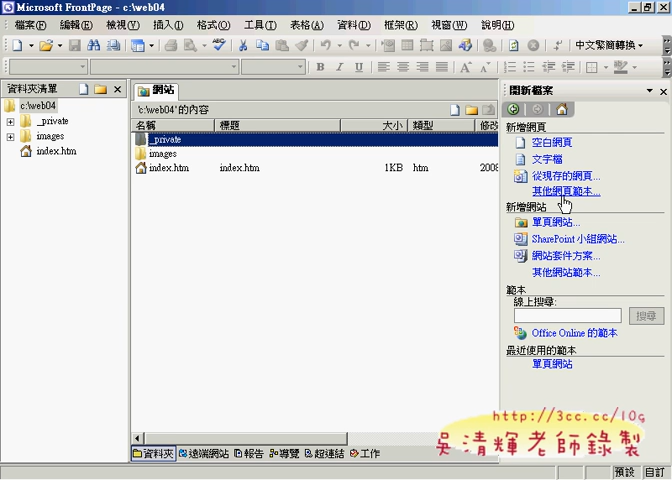 Microsoft FrontPage - c:\web04
檔案(F) 編輯(E) 檢視(V) 插入(I) 格式(O) 工具(T) 表格(A) 資料(D) 框架(R) 視窗(W) 說明(H)
中文繁簡轉換
B I U A A A
資料夾清單
c:\web04
_private
images
index.htm
網站
'c:\web04'的內容
名稱 標題 大小 類型 修改
_private
images
index.htm index.htm 1KB htm 2008
資料夾 遠端網站 報告 導覽 超連結 工作
開新檔案
新增網頁
空白網頁
文字檔
從現存的網頁...
其他網頁範本...
新增網站
單頁網站...
SharePoint 小組網站...
網站套件方案...
其他網站範本...
範本
線上搜尋:
搜尋
Office Online 的範本
最近使用的範本
單頁網站
http://3cc.cc/10g
吳清輝老師錄製
預設 自訂